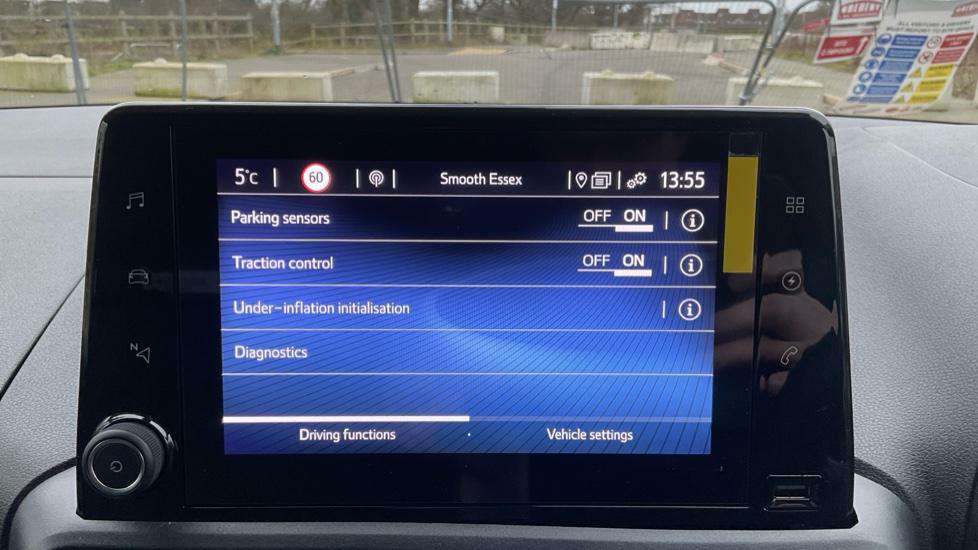 5°C | 60 | | Smooth Essex | | 13:55
Parking sensors OFF ON | i
Traction control OFF ON | i
Under-inflation initialisation | i
Diagnostics
Driving functions Vehicle settings
N